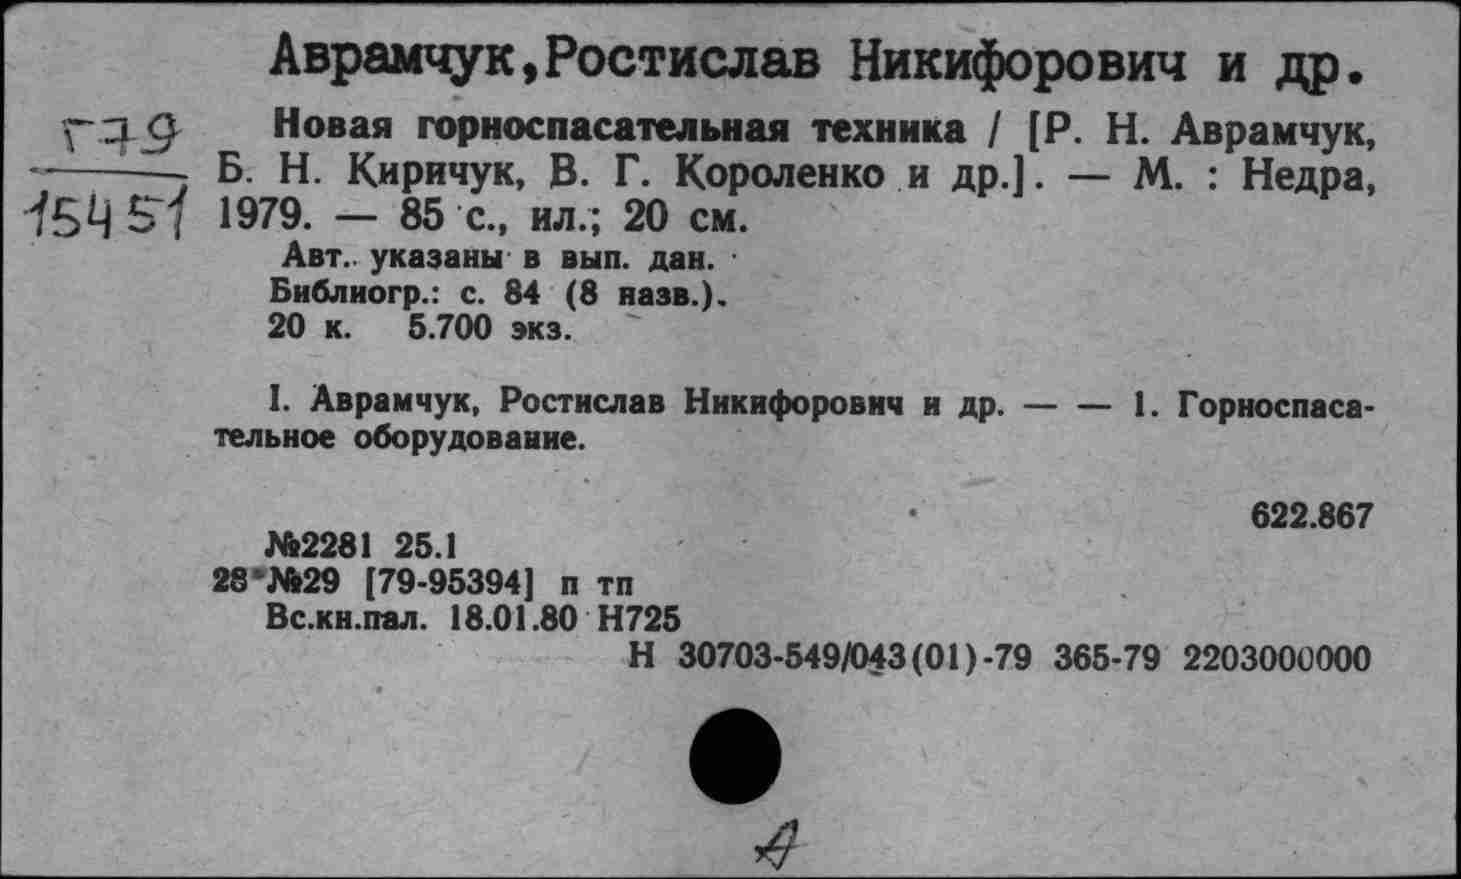 Аврамчук,Ростислав Никифорович и др.
Г79
15451
Новая горноспасательная техника / [Р. Н. Аврамчук,
Б. Н. Киричук, В. Г. Короленко и др.]. — М. : Недра,
1979. — 85 с., ил.; 20 см.
Авт. указаны в вып. дан.
Библиогр.: с. 84 (8 назв.).
20 к. 5.700 экз.
I. Аврамчук, Ростислав Никифорович и др. — — 1. Горноспаса-
тельное оборудование.
622.867
№2281 25.1
28 №29 [79-95394] п тп
Вс.кн.пал. 18.01.80 Н725
Н 30703-549/043(01)-79 365-79 2203000000